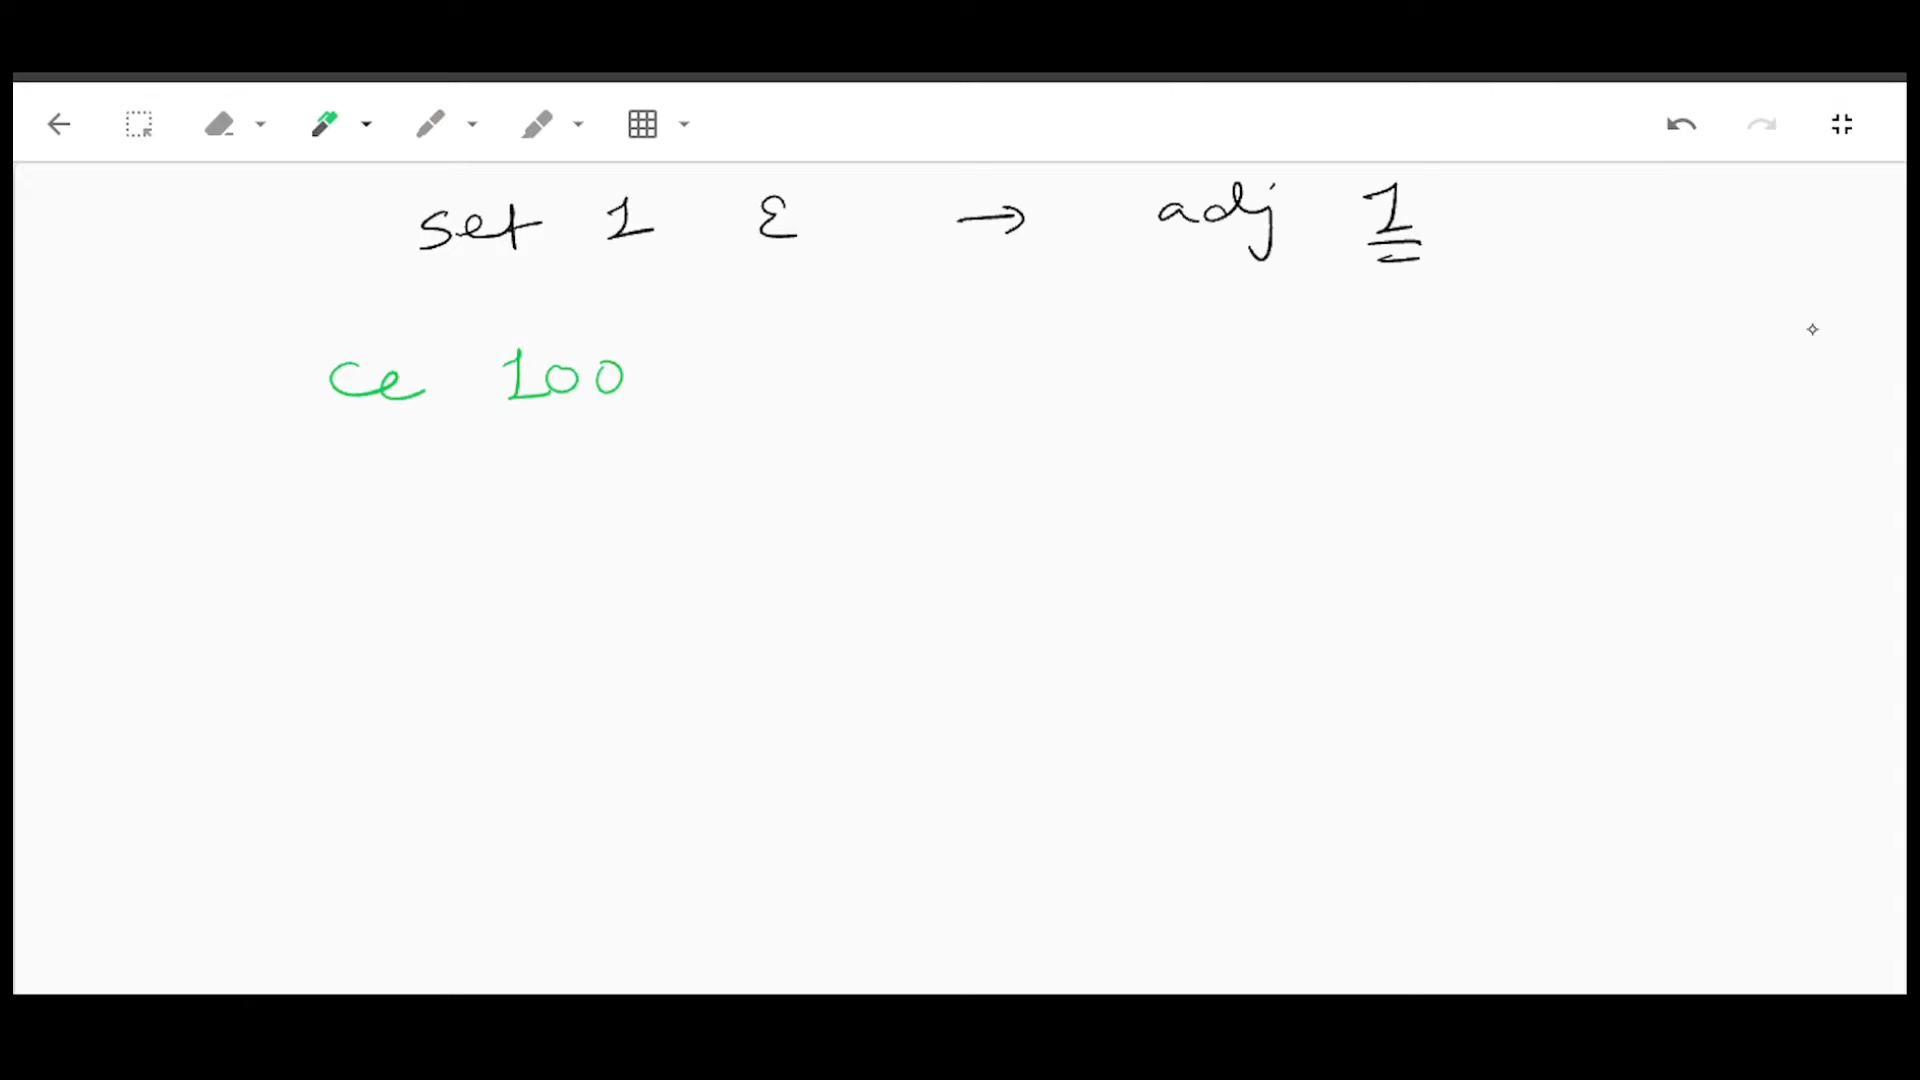 set 1 ε → adj 1
ce 100